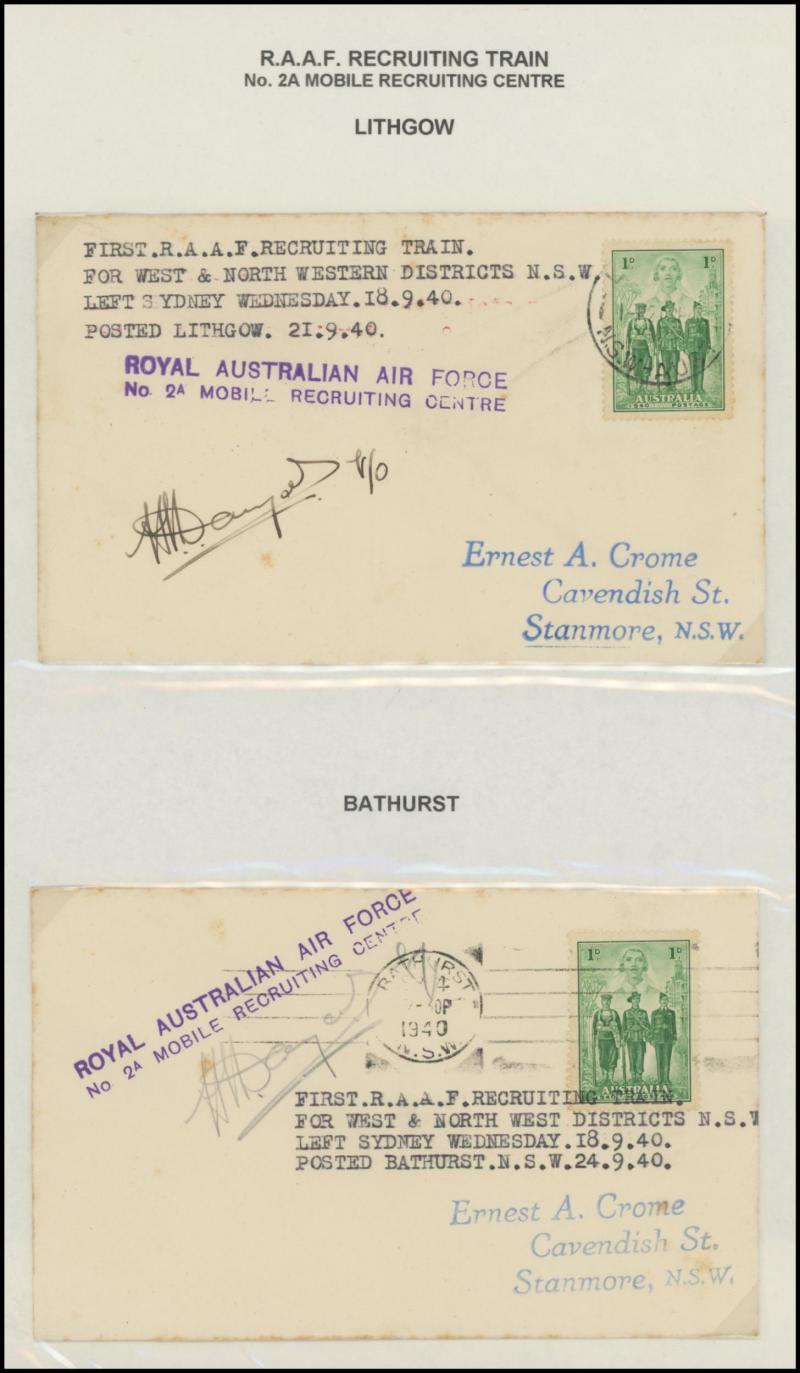 R.A.A.F. RECRUITING TRAIN
No. 2A MOBILE RECRUITING CENTRE
LITHGOW
FIRST.R.A.A.F.RECRUITING TRAIN.
FOR WEST & NORTH WESTERN DISTRICTS N.S.W.
LEFT SYDNEY WEDNESDAY.18.9.40.
POSTED LITHGOW. 21.9.40.
1D 1D
N.S.W
AUSTRALIA
1940 POSTAGE
ROYAL AUSTRALIAN AIR FORCE
No. 2A MOBILE RECRUITING CENTRE
Ernest A. Crome
Cavendish St.
Stanmore, N.S.W.
BATHURST
ROYAL AUSTRALIAN AIR FORCE
No. 2A MOBILE RECRUITING CENTRE
BATHURST
1940
N.S.W.
1D 1D
AUSTRALIA
FIRST.R.A.A.F.RECRUITING TRAIN.
FOR WEST & NORTH WEST DISTRICTS N.S.W
LEFT SYDNEY WEDNESDAY.18.9.40.
POSTED BATHURST.N.S.W.24.9.40.
Ernest A. Crome
Cavendish St.
Stanmore, N.S.W.